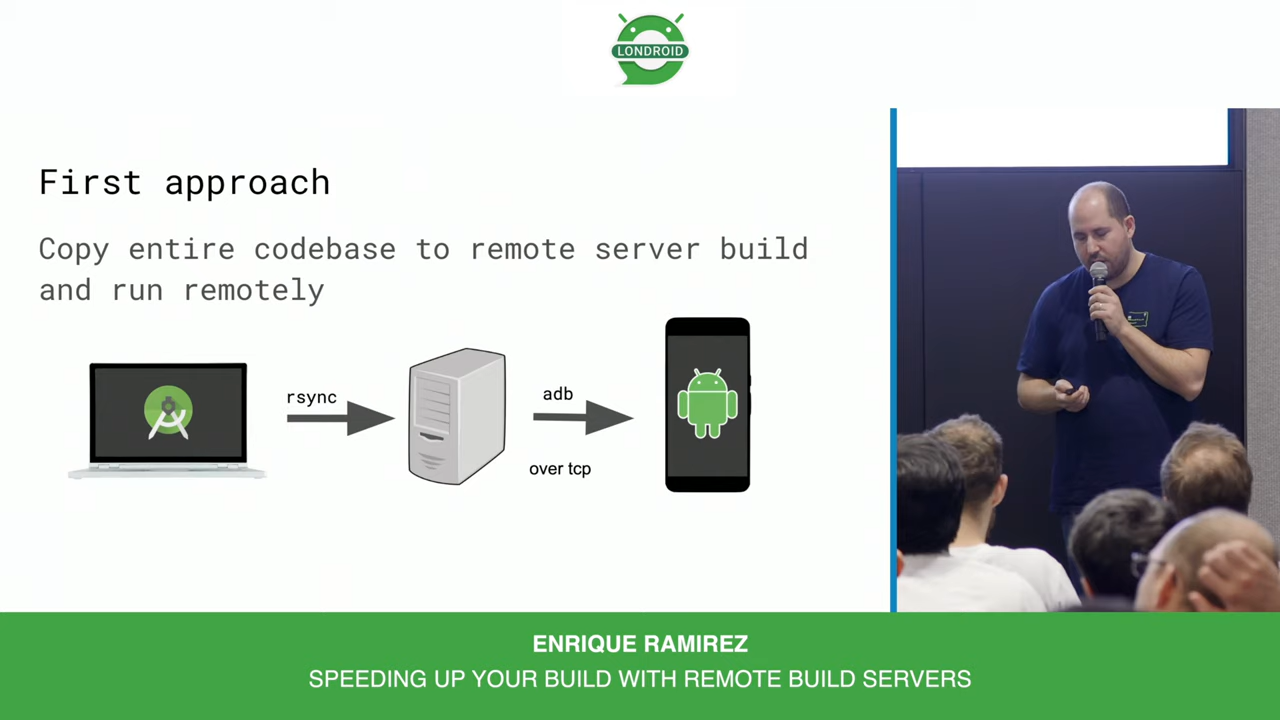 LONDROID
First approach
Copy entire codebase to remote server build
and run remotely
rsync
adb
over tcp
ENRIQUE RAMIREZ
SPEEDING UP YOUR BUILD WITH REMOTE BUILD SERVERS